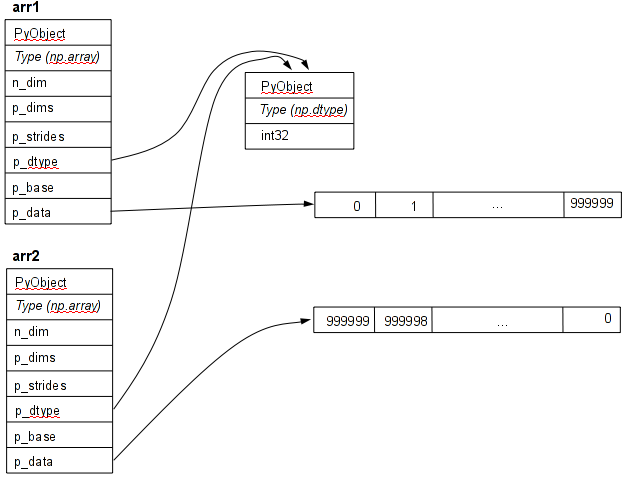 arr1
PyObject
Type (np.array)
n_dim
p_dims
p_strides
p_dtype
p_base
p_data
PyObject
Type (np.dtype)
int32
0 1 ... 999999
arr2
PyObject
Type (np.array)
n_dim
p_dims
p_strides
p_dtype
p_base
p_data
999999 999998 ... 0